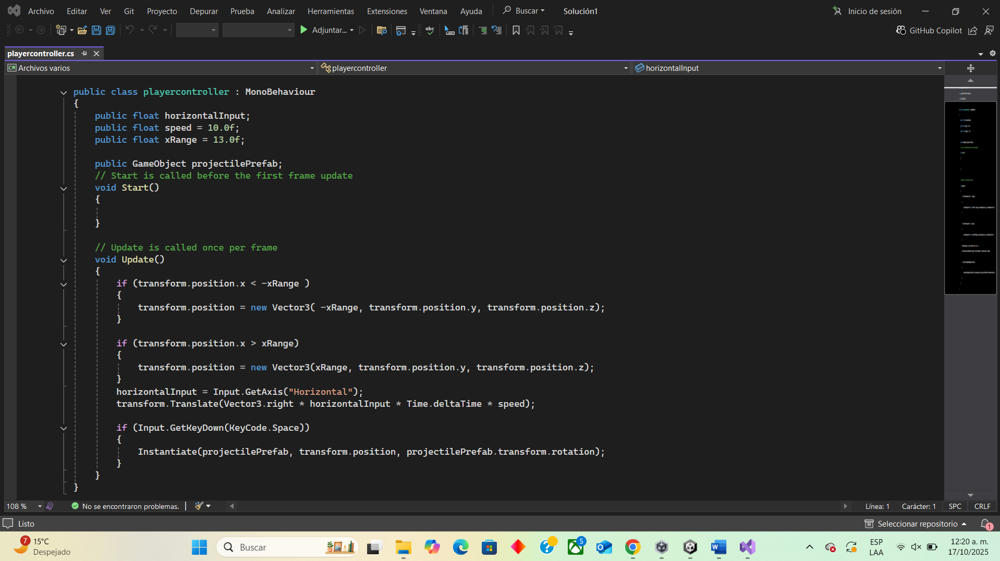 Archivo Editar Ver Git Proyecto Depurar Prueba Analizar Herramientas Extensiones Ventana Ayuda Buscar Solución1 Inicio de sesión
Adjuntar... abc GitHub Copilot
playercontroller.cs
C# Archivos varios playercontroller horizontalInput
public class playercontroller : MonoBehaviour
{
public float horizontalInput;
public float speed = 10.0f;
public float xRange = 13.0f;
public GameObject projectilePrefab;
// Start is called before the first frame update
void Start()
{
}
// Update is called once per frame
void Update()
{
if (transform.position.x < -xRange )
{
transform.position = new Vector3( -xRange, transform.position.y, transform.position.z);
}
if (transform.position.x > xRange)
{
transform.position = new Vector3(xRange, transform.position.y, transform.position.z);
}
horizontalInput = Input.GetAxis("Horizontal");
transform.Translate(Vector3.right * horizontalInput * Time.deltaTime * speed);
if (Input.GetKeyDown(KeyCode.Space))
{
Instantiate(projectilePrefab, transform.position, projectilePrefab.transform.rotation);
}
}
}
108 % No se encontraron problemas. Línea: 1 Carácter: 1 SPC CRLF
Listo Seleccionar repositorio 1
7 15°C
Despejado
Buscar
5
ESP
LAA
12:20 a. m.
17/10/2025